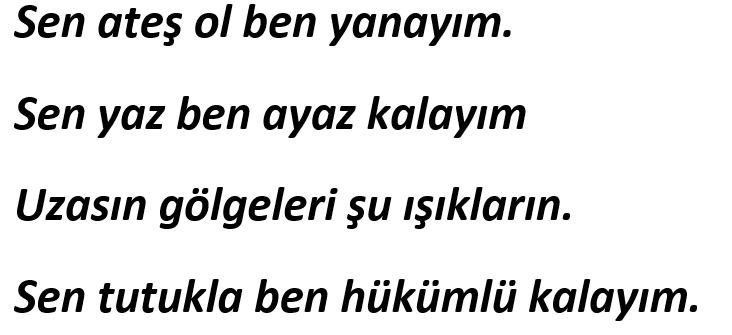 Sen ateş ol ben yanayım.
Sen yaz ben ayaz kalayım
Uzasın gölgeleri şu ışıkların.
Sen tutukla ben hükümlü kalayım.